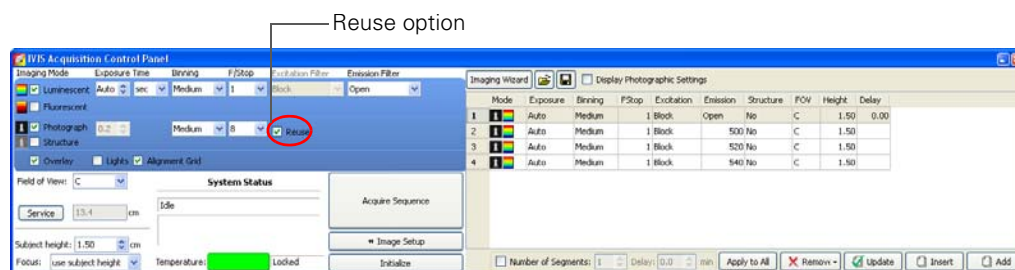 Reuse option
IVIS Acquisition Control Panel
Imaging Mode Exposure Time Binning F/Stop Excitation Filter Emission Filter
Luminescent Auto sec Medium 1 Block Open
Fluorescent
Photograph 0.2 Medium 8 Reuse
Structure
Overlay Lights Alignment Grid
Field of View: C System Status
Service 13.4 cm Idle
Subject height: 1.50 cm
Focus: use subject height Temperature: Locked
Acquire Sequence
Image Setup
Initialize
Imaging Wizard Display Photographic Settings
Mode Exposure Binning FStop Excitation Emission Structure FOV Height Delay
1 Auto Medium 1 Block Open No C 1.50 0.00
2 Auto Medium 1 Block 500 No C 1.50
3 Auto Medium 1 Block 520 No C 1.50
4 Auto Medium 1 Block 540 No C 1.50
Number of Segments: 1 Delay: 0.0 min Apply to All Remov Update Insert Add